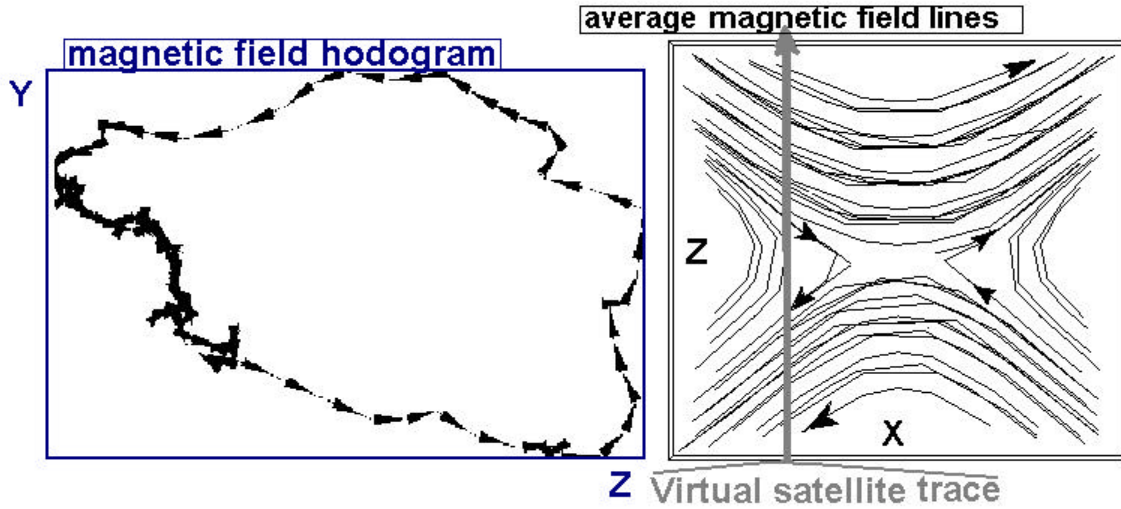 average magnetic field lines
magnetic field hodogram
Y
Z
X
Z
Virtual satellite trace